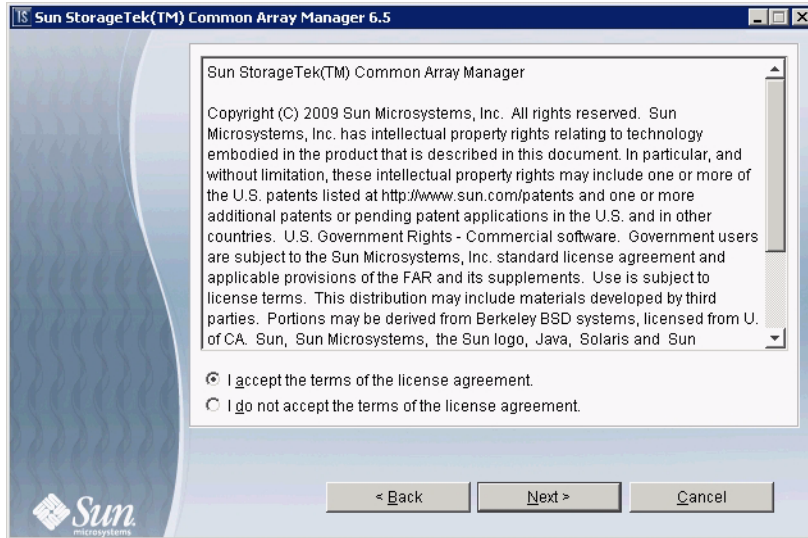 Sun StorageTek(TM) Common Array Manager 6.5
Sun StorageTek(TM) Common Array Manager
Copyright (C) 2009 Sun Microsystems, Inc. All rights reserved. Sun
Microsystems, Inc. has intellectual property rights relating to technology
embodied in the product that is described in this document. In particular, and
without limitation, these intellectual property rights may include one or more of
the U.S. patents listed at http://www.sun.com/patents and one or more
additional patents or pending patent applications in the U.S. and in other
countries. U.S. Government Rights - Commercial software. Government users
are subject to the Sun Microsystems, Inc. standard license agreement and
applicable provisions of the FAR and its supplements. Use is subject to
license terms. This distribution may include materials developed by third
parties. Portions may be derived from Berkeley BSD systems, licensed from U.
of CA. Sun, Sun Microsystems, the Sun logo, Java, Solaris and Sun
I accept the terms of the license agreement.
I do not accept the terms of the license agreement.
< Back
Next >
Cancel
Sun
microsystems